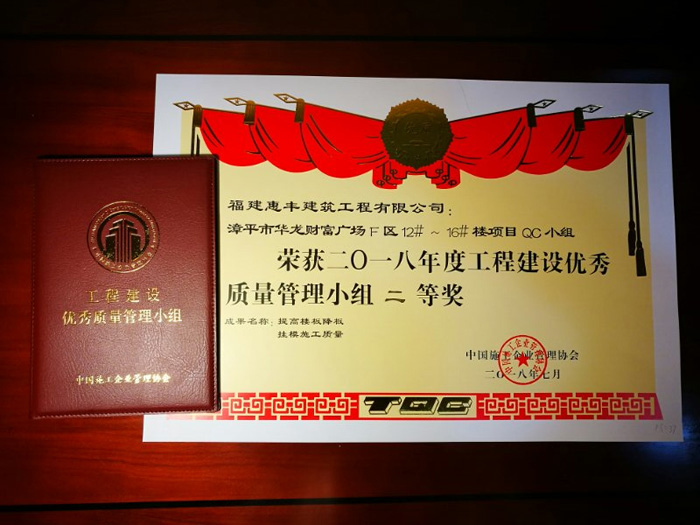 工程建设
优秀质量管理小组
中国施工企业管理协会
福建惠丰建筑工程有限公司：
漳平市华龙财富广场F区12#~16#楼项目QC小组
荣获二〇一八年度工程建设优秀
质量管理小组 二 等奖
成果名称：提高楼板降板
挂模施工质量
中国施工企业管理协会
二〇一八年七月
TQC